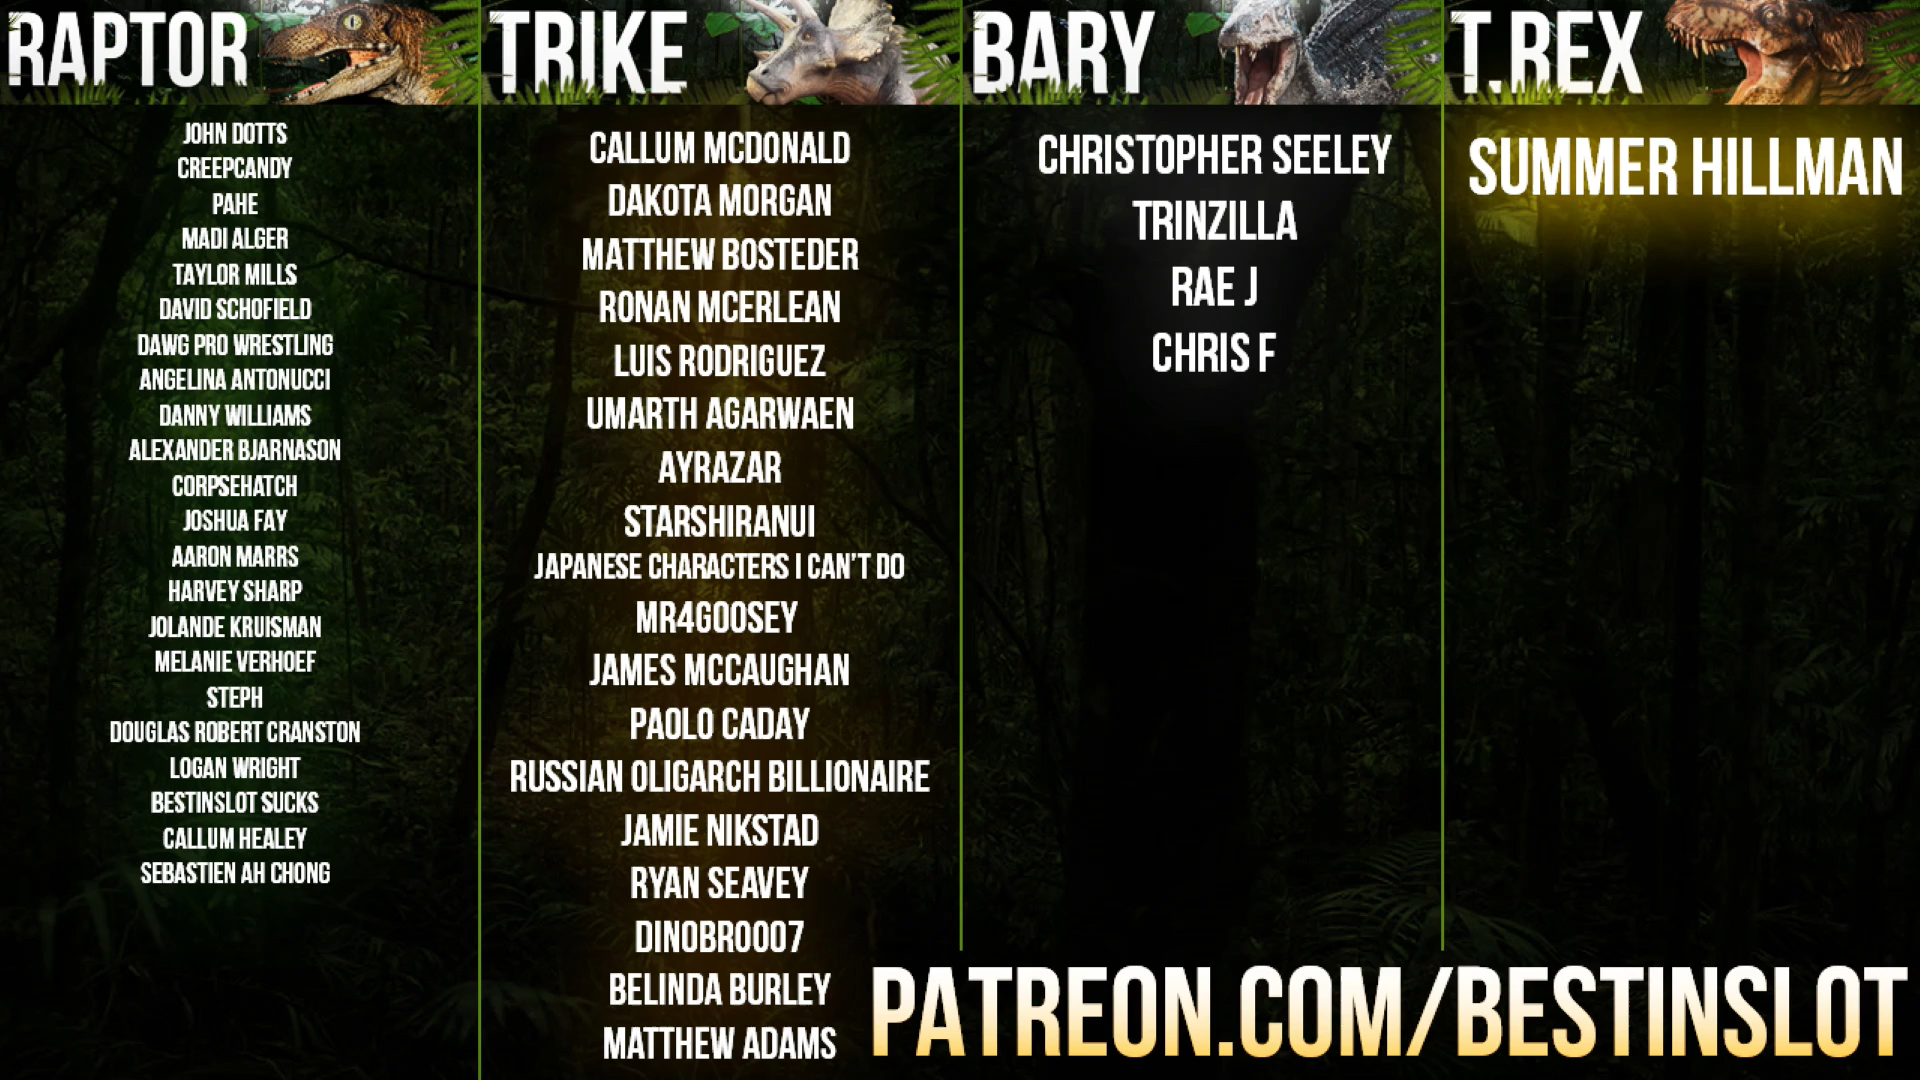 RAPTOR
JOHN DOTTS
CREEPCANDY
PAHE
MADI ALGER
TAYLOR MILLS
DAVID SCHOFIELD
DAWG PRO WRESTLING
ANGELINA ANTONUCCI
DANNY WILLIAMS
ALEXANDER BJARNASON
CORPSEHATCH
JOSHUA FAY
AARON MARRS
HARVEY SHARP
JOLANDE KRUISMAN
MELANIE VERHOEF
STEPH
DOUGLAS ROBERT CRANSTON
LOGAN WRIGHT
BESTINSLOT SUCKS
CALLUM HEALEY
SEBASTIEN AH CHONG
TRIKE
CALLUM MCDONALD
DAKOTA MORGAN
MATTHEW BOSTEDER
RONAN MCERLEAN
LUIS RODRIGUEZ
UMARTH AGARWAEN
AYRAZAR
STARSHIRANUI
JAPANESE CHARACTERS I CAN'T DO
MR4GOOSEY
JAMES MCCAUGHAN
PAOLO CADAY
RUSSIAN OLIGARCH BILLIONAIRE
JAMIE NIKSTAD
RYAN SEAVEY
DINOBRO007
BELINDA BURLEY
MATTHEW ADAMS
BARY
CHRISTOPHER SEELEY
TRINZILLA
RAE J
CHRIS F
T.REX
SUMMER HILLMAN
PATREON.COM/BESTINSLOT